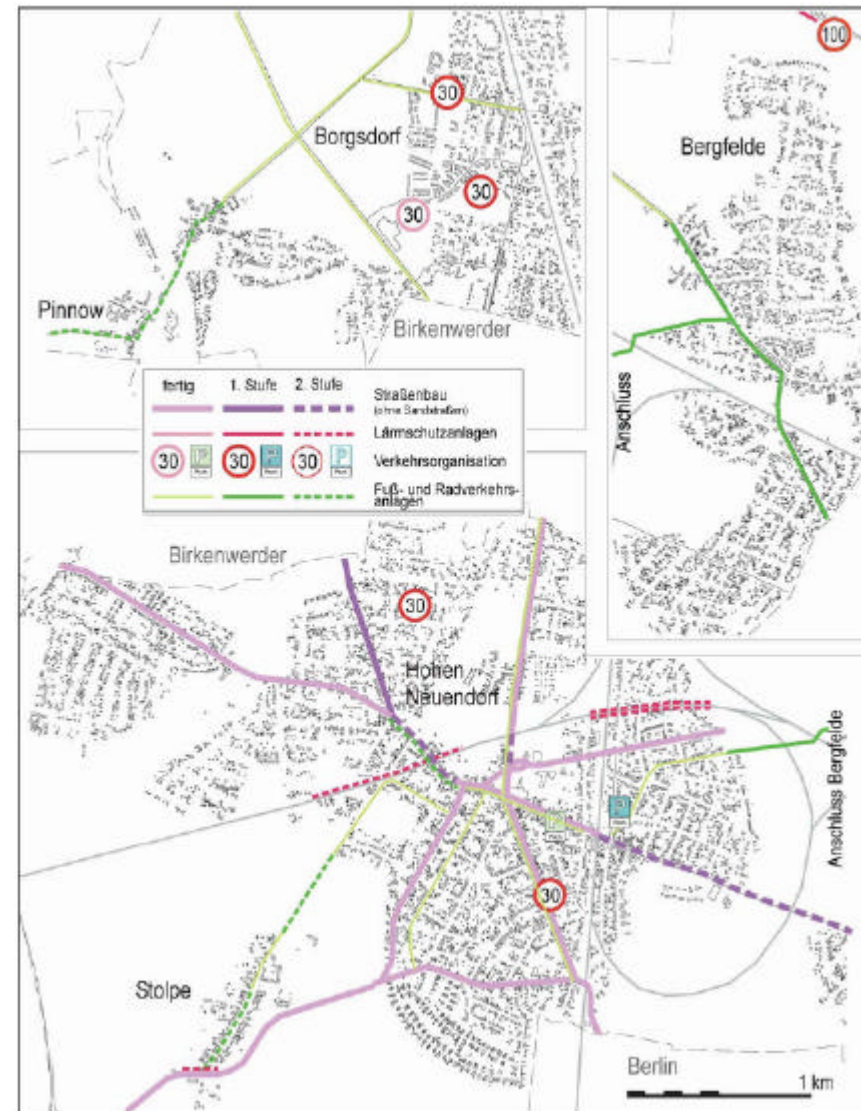 100
30
Borgsdorf
Bergfelde
30
30
Pinnow
Birkenwerder
Anschluss
fertig 1. Stufe 2. Stufe
Straßenbau
(ohne Sandstraßen)
Lärmschutzanlagen
30 P 30 P 30 P Verkehrsorganisation
Fuß- und Radverkehrs-
anlagen
Birkenwerder
30
Hohen
Neuendorf
Anschluss Bergfelde
P
P
30
Stolpe
Berlin
1 km